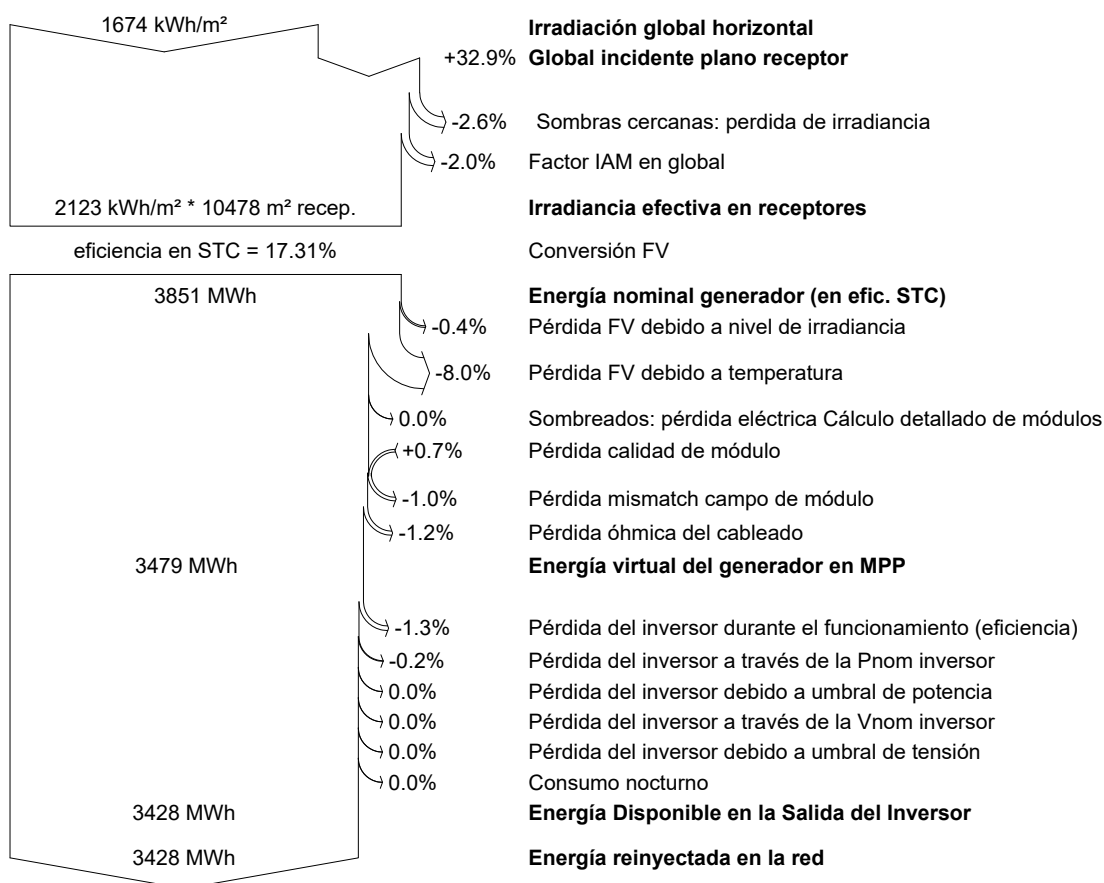 1674 kWh/m² Irradiación global horizontal
+32.9% Global incidente plano receptor
-2.6% Sombras cercanas: perdida de irradiancia
-2.0% Factor IAM en global
2123 kWh/m² * 10478 m² recep. Irradiancia efectiva en receptores
eficiencia en STC = 17.31% Conversión FV
3851 MWh Energía nominal generador (en efic. STC)
-0.4% Pérdida FV debido a nivel de irradiancia
-8.0% Pérdida FV debido a temperatura
0.0% Sombreados: pérdida eléctrica Cálculo detallado de módulos
+0.7% Pérdida calidad de módulo
-1.0% Pérdida mismatch campo de módulo
-1.2% Pérdida óhmica del cableado
3479 MWh Energía virtual del generador en MPP
-1.3% Pérdida del inversor durante el funcionamiento (eficiencia)
-0.2% Pérdida del inversor a través de la Pnom inversor
0.0% Pérdida del inversor debido a umbral de potencia
0.0% Pérdida del inversor a través de la Vnom inversor
0.0% Pérdida del inversor debido a umbral de tensión
0.0% Consumo nocturno
3428 MWh Energía Disponible en la Salida del Inversor
3428 MWh Energía reinyectada en la red